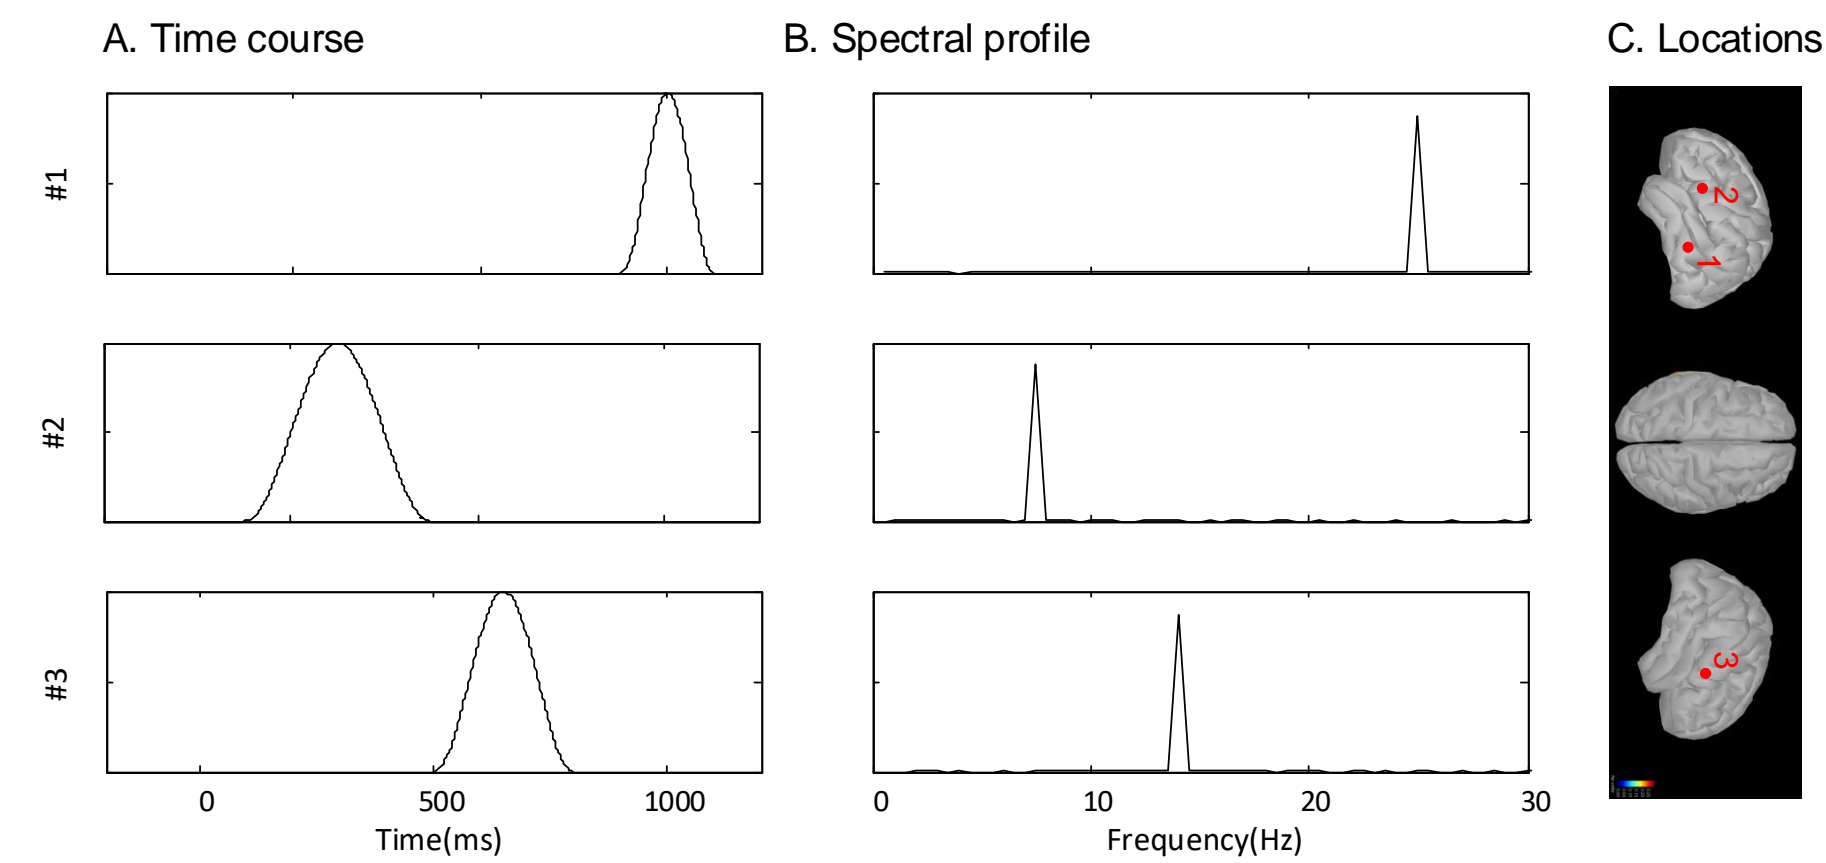 A. Time course
B. Spectral profile
C. Locations
#1
#2
#3
2
1
3
0 500 1000
Time(ms)
0 10 20 30
Frequency(Hz)